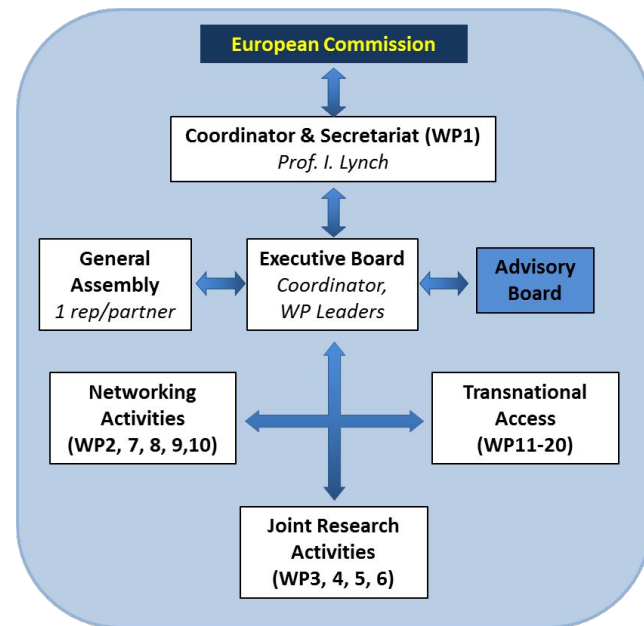 European Commission
Coordinator & Secretariat (WP1)
Prof. I. Lynch
General
Assembly
1 rep/partner
Executive Board
Coordinator,
WP Leaders
Advisory
Board
Networking
Activities
(WP2, 7, 8, 9,10)
Transnational
Access
(WP11-20)
Joint Research
Activities
(WP3, 4, 5, 6)